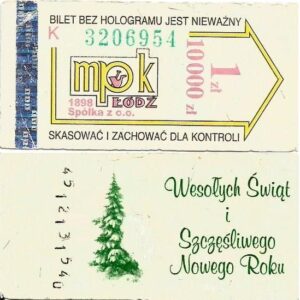 BILET BEZ HOLOGRAMU JEST NIEWAŻNY
K 3206954
mpk
ŁÓDŹ
1898
Spółka z o.o.
1 zł
10000 zł
SKASOWAĆ I ZACHOWAĆ DLA KONTROLI
Wesołych Świąt
i
Szczęśliwego
Nowego Roku